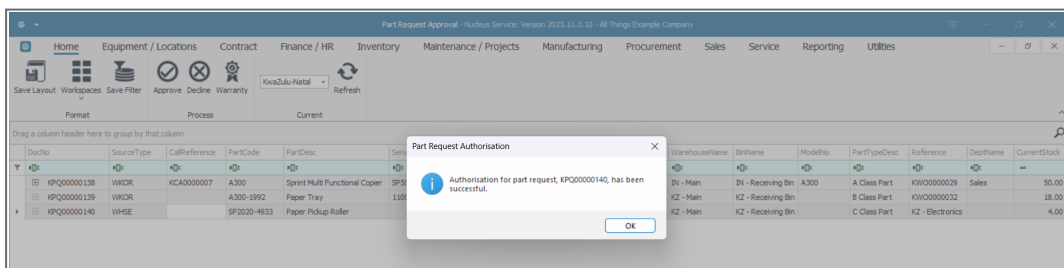 Part Request Approval - Nucleus Service: Version 2023.11.0.10 - All Things Example Company
Home Equipment / Locations Contract Finance / HR Inventory Maintenance / Projects Manufacturing Procurement Sales Service Reporting Utilities
Save Layout Workspaces Save Filter Approve Decline Warranty KwaZulu-Natal Refresh
Format Process Current
Drag a column header here to group by that column
DocNo SourceType CallReference PartCode PartDesc WarehouseName BinName ModelNo PartTypeDesc Reference DeptName CurrentStock
KPQ00000138 WKOR KCA0000007 A300 Sprint Multi Functional Copier IN - Main IN - Receiving Bin A300 A Class Part KWO0000029 Sales 50.00
KPQ00000139 WKOR A300-1992 Paper Tray KZ - Main KZ - Receiving Bin B Class Part KWO0000032 18.00
KPQ00000140 WHSE SP2020-4933 Paper Pickup Roller KZ - Main KZ - Receiving Bin C Class Part KZ - Electronics 4.00
Part Request Authorisation
Authorisation for part request, KPQ00000140, has been
successful.
OK